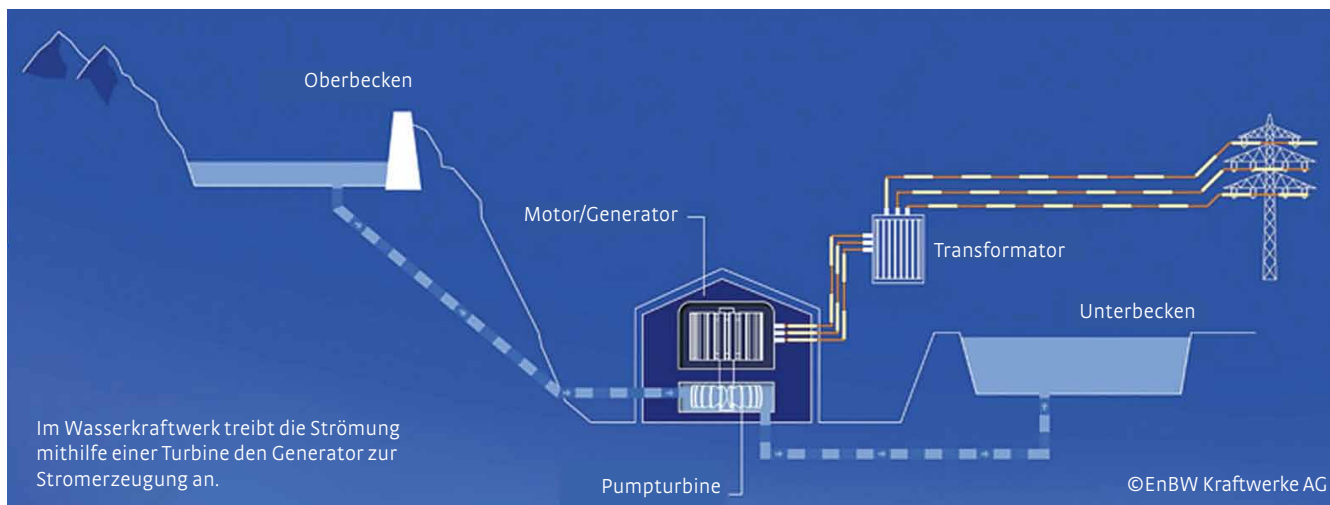 Oberbecken
Motor/Generator
Transformator
Unterbecken
Im Wasserkraftwerk treibt die Strömung
mithilfe einer Turbine den Generator zur
Stromerzeugung an.
Pumpturbine
©EnBW Kraftwerke AG